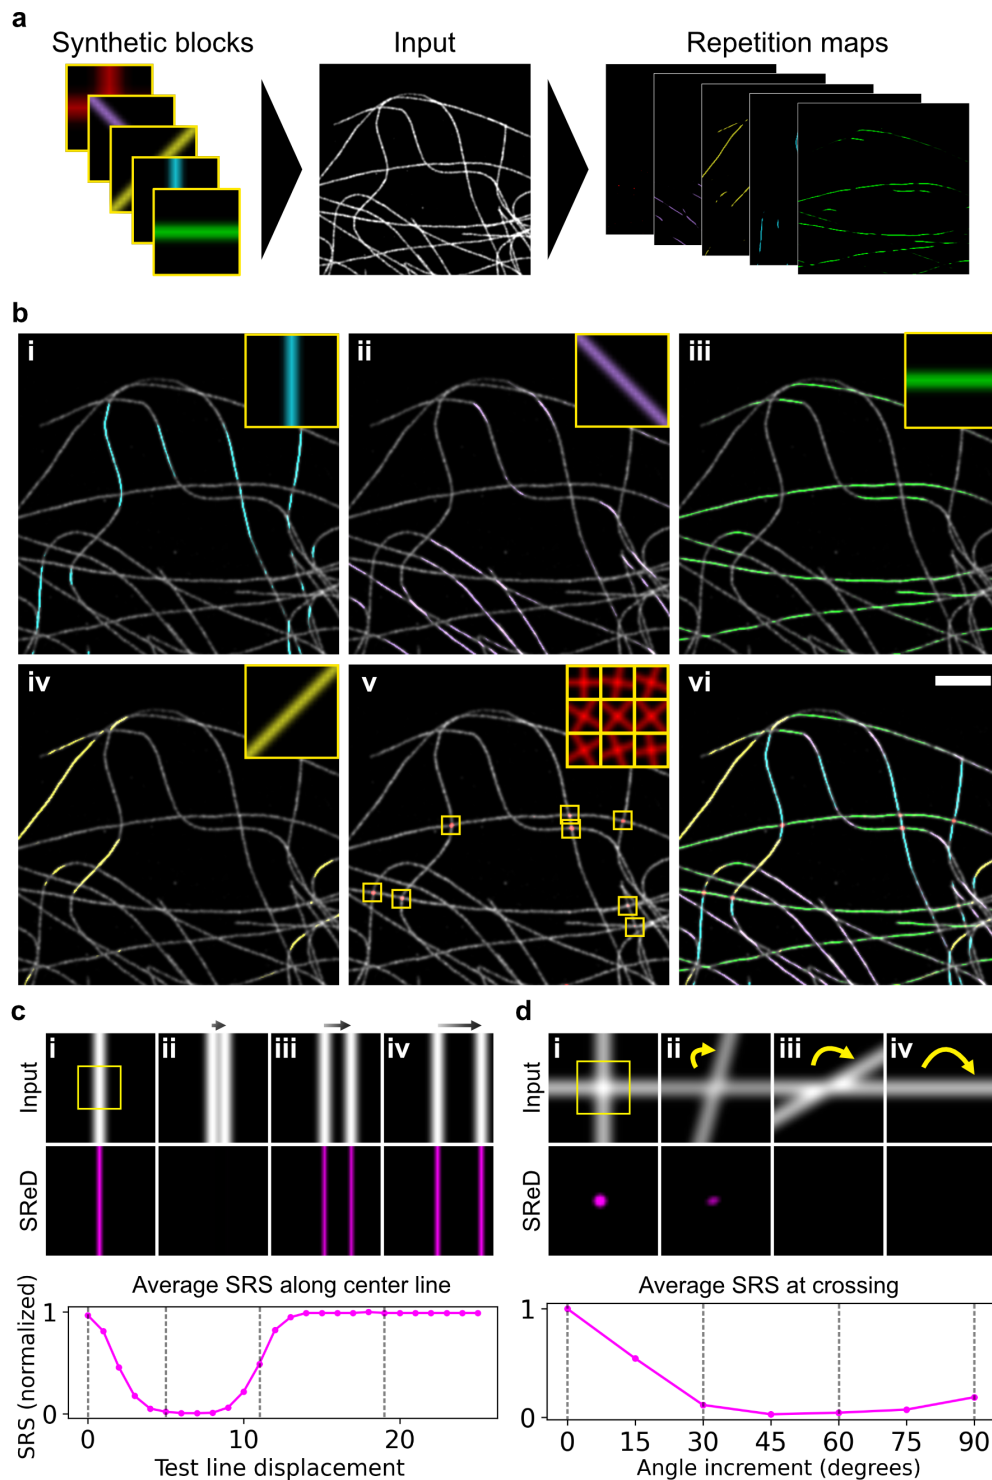 a
Synthetic blocks
Input
Repetition maps
b
i
ii
iii
iv
v
vi
c
d
i
ii
iii
iv
i
ii
iii
iv
Input
Input
SReD
SReD
Average SRS along center line
Average SRS at crossing
SRS (normalized)
1
0
0
10
20
Test line displacement
1
0
0
15
30
45
60
75
90
Angle increment (degrees)